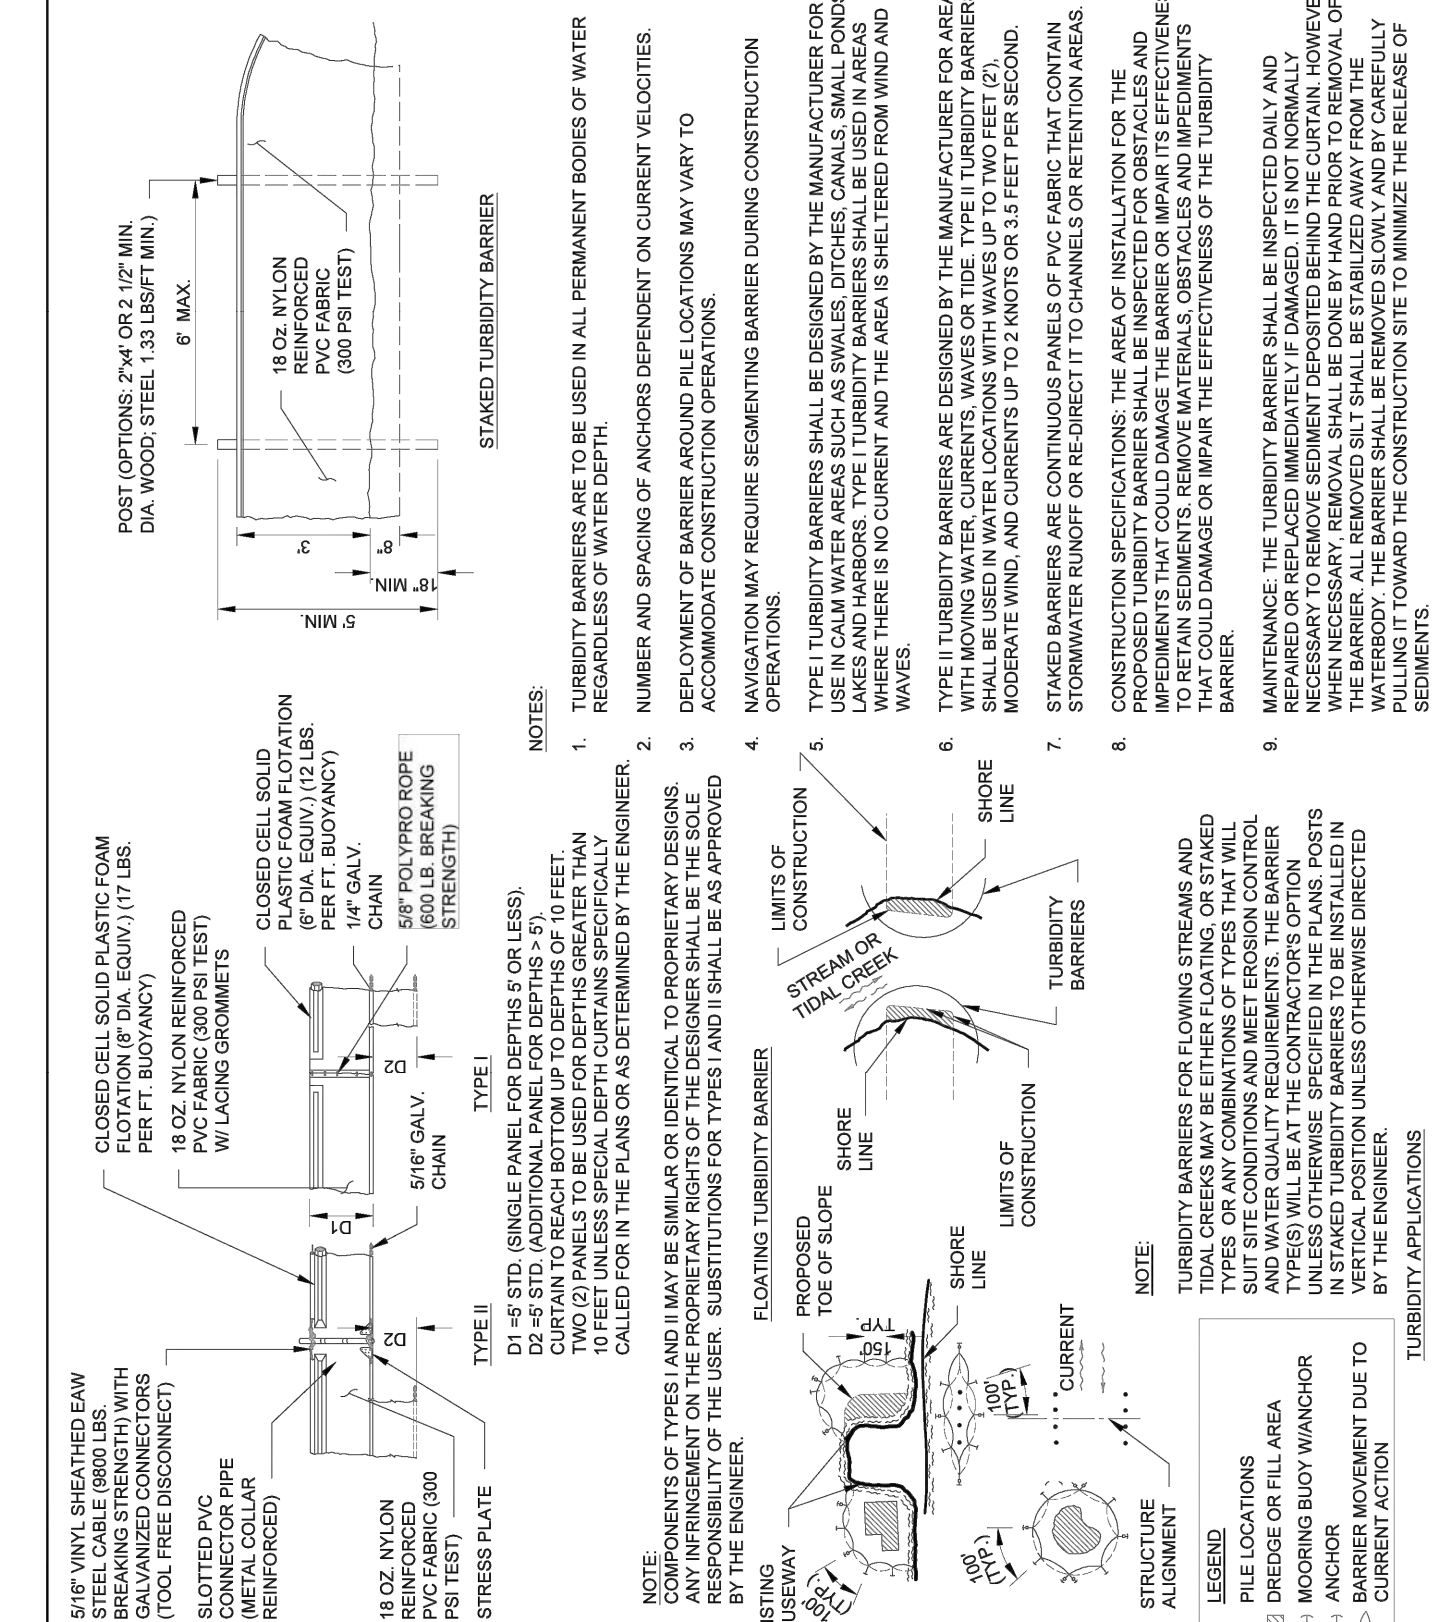 5/16" VINYL SHEATHED EAW
STEEL CABLE (9800 LBS.
BREAKING STRENGTH) WITH
GALVANIZED CONNECTORS
(TOOL FREE DISCONNECT)
SLOTTED PVC
CONNECTOR PIPE
(METAL COLLAR
REINFORCED)
18 OZ. NYLON
REINFORCED
PVC FABRIC (300
PSI TEST)
STRESS PLATE
D2
TYPE II
CLOSED CELL SOLID PLASTIC FOAM
FLOTATION (8" DIA. EQUIV.) (17 LBS.
PER FT. BUOYANCY)
18 OZ. NYLON REINFORCED
PVC FABRIC (300 PSI TEST)
W/ LACING GROMMETS
D1
5/16" GALV.
CHAIN
D2
TYPE I
CLOSED CELL SOLID
PLASTIC FOAM FLOTATION
(6" DIA. EQUIV.) (12 LBS.
PER FT. BUOYANCY)
1/4" GALV.
CHAIN
5/8" POLYPRO ROPE
(600 LB. BREAKING
STRENGTH)
D1 =5' STD. (SINGLE PANEL FOR DEPTHS 5' OR LESS).
D2 =5' STD. (ADDITIONAL PANEL FOR DEPTHS > 5').
CURTAIN TO REACH BOTTOM UP TO DEPTHS OF 10 FEET.
TWO (2) PANELS TO BE USED FOR DEPTHS GREATER THAN
10 FEET UNLESS SPECIAL DEPTH CURTAINS SPECIFICALLY
CALLED FOR IN THE PLANS OR AS DETERMINED BY THE ENGINEER.
NOTE:
COMPONENTS OF TYPES I AND II MAY BE SIMILAR OR IDENTICAL TO PROPRIETARY DESIGNS.
ANY INFRINGEMENT ON THE PROPRIETARY RIGHTS OF THE DESIGNER SHALL BE THE SOLE
RESPONSIBILITY OF THE USER. SUBSTITUTIONS FOR TYPES I AND II SHALL BE AS APPROVED
BY THE ENGINEER.
FLOATING TURBIDITY BARRIER
PROPOSED
TOE OF SLOPE
150'
TYP.
100'
(TYP.)
SHORE
LINE
100'
(TYP.)
CURRENT
100'
(TYP.)
STRUCTURE
ALIGNMENT
LEGEND
PILE LOCATIONS
DREDGE OR FILL AREA
MOORING BUOY W/ANCHOR
ANCHOR
BARRIER MOVEMENT DUE TO
CURRENT ACTION
SHORE
LINE
LIMITS OF
CONSTRUCTION
STREAM OR
TIDAL CREEK
LIMITS OF
CONSTRUCTION
SHORE
LINE
TURBIDITY
BARRIERS
NOTE:
TURBIDITY BARRIERS FOR FLOWING STREAMS AND
TIDAL CREEKS MAY BE EITHER FLOATING, OR STAKED
TYPES OR ANY COMBINATIONS OF TYPES THAT WILL
SUIT SITE CONDITIONS AND MEET EROSION CONTROL
AND WATER QUALITY REQUIREMENTS. THE BARRIER
TYPE(S) WILL BE AT THE CONTRACTOR'S OPTION
UNLESS OTHERWISE SPECIFIED IN THE PLANS. POSTS
IN STAKED TURBIDITY BARRIERS TO BE INSTALLED IN
VERTICAL POSITION UNLESS OTHERWISE DIRECTED
BY THE ENGINEER.
TURBIDITY APPLICATIONS
POST (OPTIONS: 2"x4' OR 2 1/2" MIN.
DIA. WOOD; STEEL 1.33 LBS/FT MIN.)
6' MAX.
18 Oz. NYLON
REINFORCED
PVC FABRIC
(300 PSI TEST)
3'
8"
18" MIN.
5' MIN.
STAKED TURBIDITY BARRIER
NOTES:
1. TURBIDITY BARRIERS ARE TO BE USED IN ALL PERMANENT BODIES OF WATER
REGARDLESS OF WATER DEPTH.
2. NUMBER AND SPACING OF ANCHORS DEPENDENT ON CURRENT VELOCITIES.
3. DEPLOYMENT OF BARRIER AROUND PILE LOCATIONS MAY VARY TO
ACCOMMODATE CONSTRUCTION OPERATIONS.
4. NAVIGATION MAY REQUIRE SEGMENTING BARRIER DURING CONSTRUCTION
OPERATIONS.
5. TYPE I TURBIDITY BARRIERS SHALL BE DESIGNED BY THE MANUFACTURER FOR
USE IN CALM WATER AREAS SUCH AS SWALES, DITCHES, CANALS, SMALL PONDS
LAKES AND HARBORS. TYPE I TURBIDITY BARRIERS SHALL BE USED IN AREAS
WHERE THERE IS NO CURRENT AND THE AREA IS SHELTERED FROM WIND AND
WAVES.
6. TYPE II TURBIDITY BARRIERS ARE DESIGNED BY THE MANUFACTURER FOR AREA
WITH MOVING WATER, CURRENTS, WAVES OR TIDE. TYPE II TURBIDITY BARRIERS
SHALL BE USED IN WATER LOCATIONS WITH WAVES UP TO TWO FEET (2'),
MODERATE WIND, AND CURRENTS UP TO 2 KNOTS OR 3.5 FEET PER SECOND.
7. STAKED BARRIERS ARE CONTINUOUS PANELS OF PVC FABRIC THAT CONTAIN
STORMWATER RUNOFF OR RE-DIRECT IT TO CHANNELS OR RETENTION AREAS.
8. CONSTRUCTION SPECIFICATIONS: THE AREA OF INSTALLATION FOR THE
PROPOSED TURBIDITY BARRIER SHALL BE INSPECTED FOR OBSTACLES AND
IMPEDIMENTS THAT COULD DAMAGE THE BARRIER OR IMPAIR ITS EFFECTIVENE
TO RETAIN SEDIMENTS. REMOVE MATERIALS, OBSTACLES AND IMPEDIMENTS
THAT COULD DAMAGE OR IMPAIR THE EFFECTIVENESS OF THE TURBIDITY
BARRIER.
9. MAINTENANCE: THE TURBIDITY BARRIER SHALL BE INSPECTED DAILY AND
REPAIRED OR REPLACED IMMEDIATELY IF DAMAGED. IT IS NOT NORMALLY
NECESSARY TO REMOVE SEDIMENT DEPOSITED BEHIND THE CURTAIN. HOWEVE
WHEN NECESSARY, REMOVAL SHALL BE DONE BY HAND PRIOR TO REMOVAL OF
THE BARRIER. ALL REMOVED SILT SHALL BE STABILIZED AWAY FROM THE
WATERBODY. THE BARRIER SHALL BE REMOVED SLOWLY AND BY CAREFULLY
PULLING IT TOWARD THE CONSTRUCTION SITE TO MINIMIZE THE RELEASE OF
SEDIMENTS.